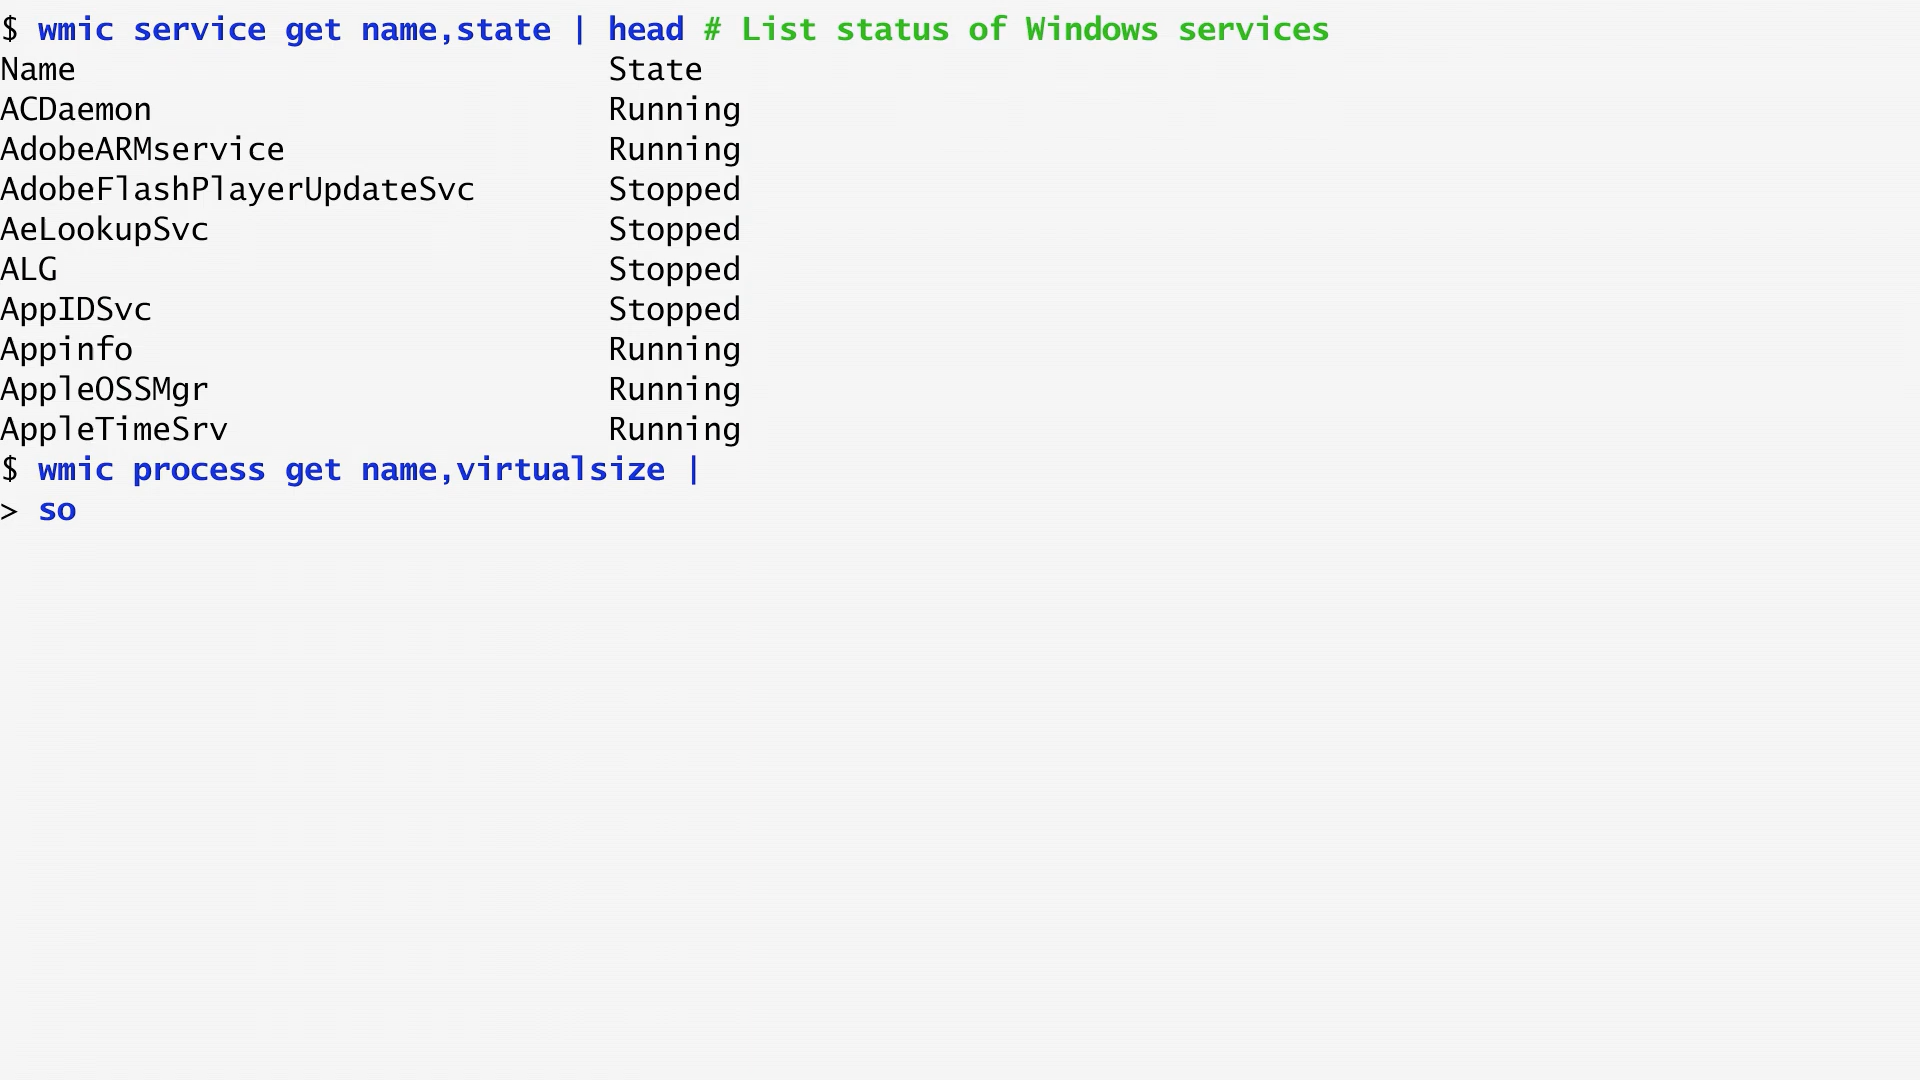 $ wmic service get name,state | head # List status of Windows services
Name                            State
ACDaemon                        Running
AdobeARMservice                 Running
AdobeFlashPlayerUpdateSvc       Stopped
AeLookupSvc                     Stopped
ALG                             Stopped
AppIDSvc                        Stopped
Appinfo                         Running
AppleOSSMgr                     Running
AppleTimeSrv                    Running
$ wmic process get name,virtualsize |
> so